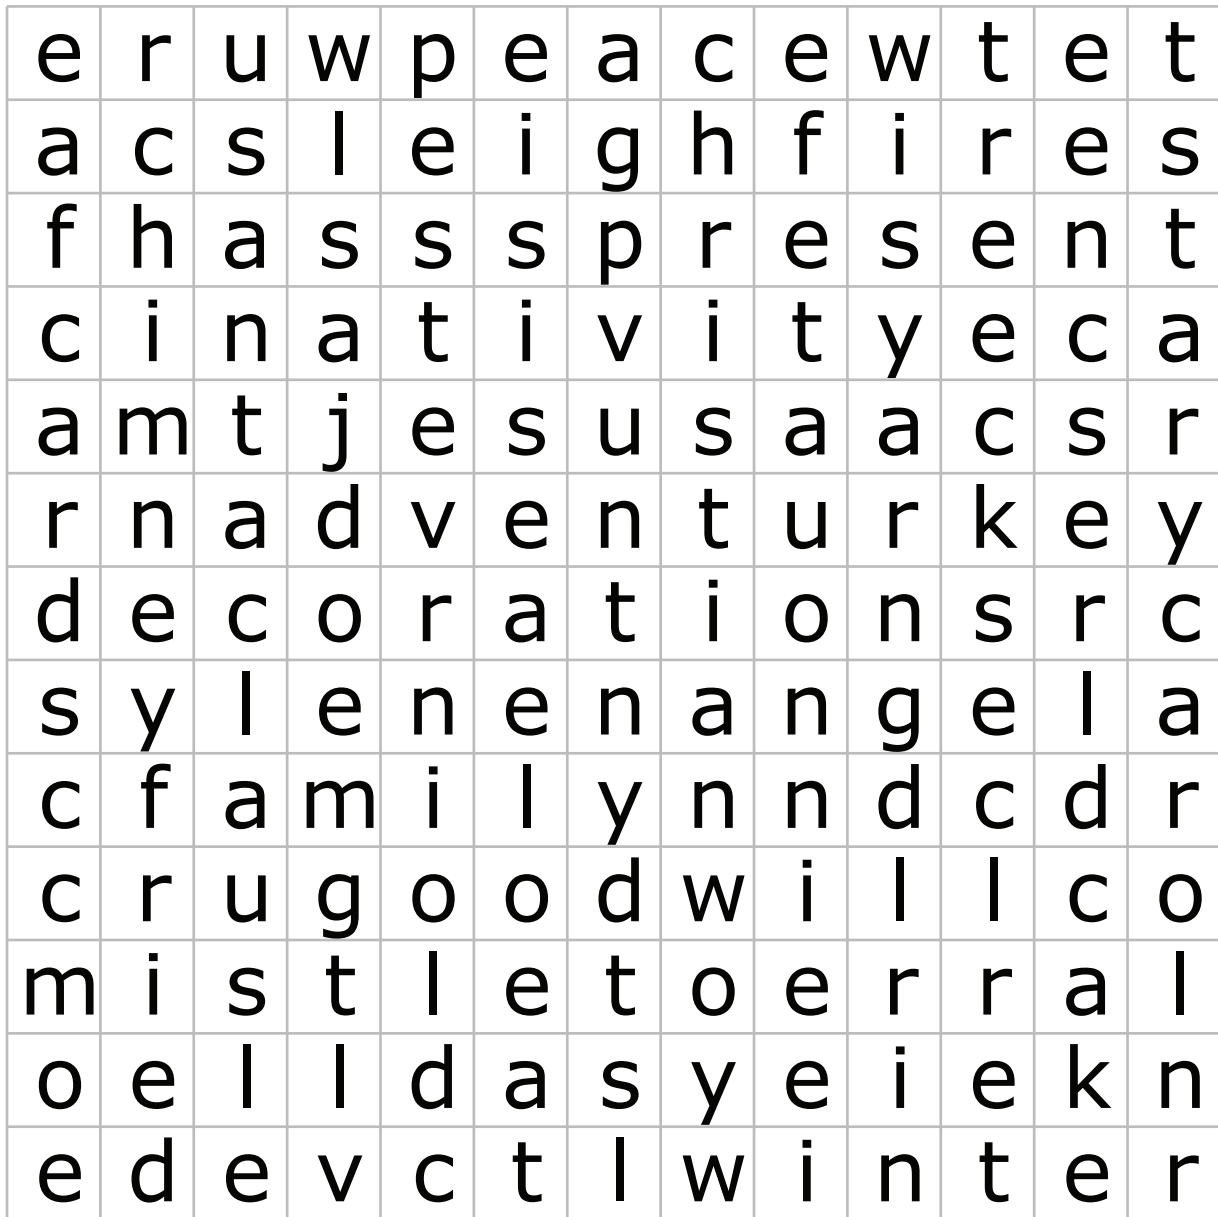 e r u w p e a c e w t e t
a c s l e i g h f i r e s
f h a s s s p r e s e n t
c i n a t i v i t y e c a
a m t j e s u s a a c s r
r n a d v e n t u r k e y
d e c o r a t i o n s r c
s y l e n e n a n g e l a
c f a m i l y n n d c d r
c r u g o o d w i l l c o
m i s t l e t o e r r a l
o e l l d a s y e i e k n
e d e v c t l w i n t e r